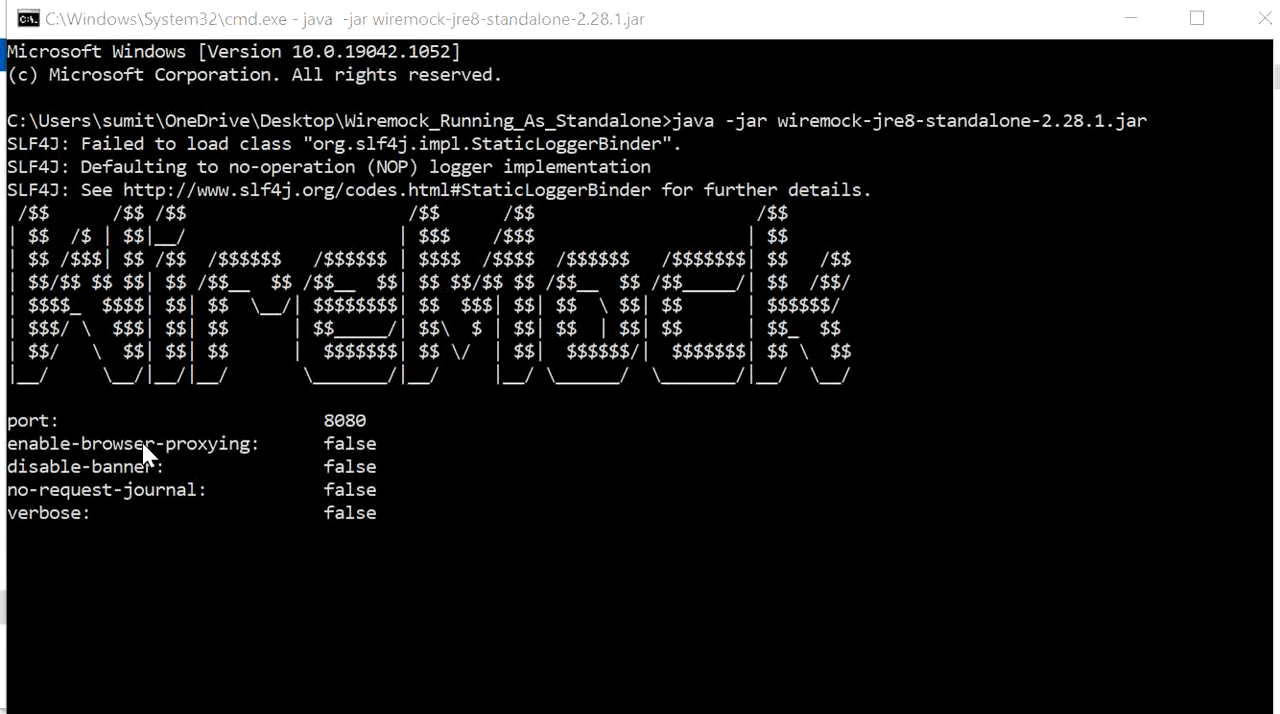 C:\Windows\System32\cmd.exe - java  -jar wiremock-jre8-standalone-2.28.1.jar
Microsoft Windows [Version 10.0.19042.1052]
(c) Microsoft Corporation. All rights reserved.
C:\Users\sumit\OneDrive\Desktop\Wiremock_Running_As_Standalone>java -jar wiremock-jre8-standalone-2.28.1.jar
SLF4J: Failed to load class "org.slf4j.impl.StaticLoggerBinder".
SLF4J: Defaulting to no-operation (NOP) logger implementation
SLF4J: See http://www.slf4j.org/codes.html#StaticLoggerBinder for further details.
WireMock
port: 8080
enable-browser-proxying: false
disable-banner: false
no-request-journal: false
verbose: false